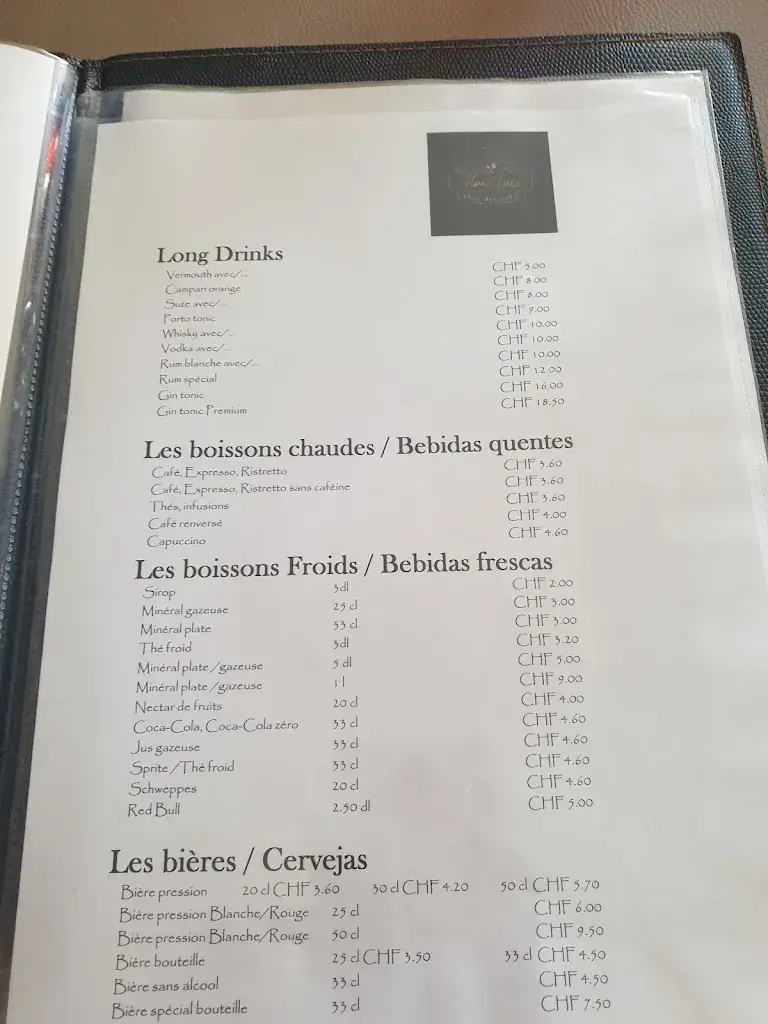 Long Drinks
Vermouth avec/... CHF 5.00
Campari orange CHF 8.00
Suze avec/... CHF 8.00
Porto tonic CHF 9.00
Whisky avec/... CHF 10.00
Vodka avec/... CHF 10.00
Rum blanche avec/... CHF 10.00
Rum spécial CHF 12.00
Gin tonic CHF 16.00
Gin tonic Premium CHF 18.50
Les boissons chaudes / Bebidas quentes
Café, Expresso, Ristretto CHF 3.60
Café, Expresso, Ristretto sans caféine CHF 3.60
Thés, infusions CHF 3.60
Café renversé CHF 4.00
Capuccino CHF 4.60
Les boissons Froids / Bebidas frescas
Sirop 3dl CHF 2.00
Minéral gazeuse 25 cl CHF 3.00
Minéral plate 33 cl CHF 3.00
Thé froid 3dl CHF 3.20
Minéral plate /gazeuse 5 dl CHF 5.00
Minéral plate /gazeuse 1 l CHF 9.00
Nectar de fruits 20 cl CHF 4.00
Coca-Cola, Coca-Cola zéro 33 cl CHF 4.60
Jus gazeuse 33 cl CHF 4.60
Sprite /Thé froid 33 cl CHF 4.60
Schweppes 20 cl CHF 4.60
Red Bull 2.50 dl CHF 5.00
Les bières / Cervejas
Bière pression 20 cl CHF 3.60 30 cl CHF 4.20 50 cl CHF 5.70
Bière pression Blanche/Rouge 25 cl CHF 6.00
Bière pression Blanche/Rouge 50 cl CHF 9.50
Bière bouteille 25 cl CHF 3.50 33 cl CHF 4.50
Bière sans álcool 33 cl CHF 4.50
Bière spécial bouteille 33 cl CHF 7.50